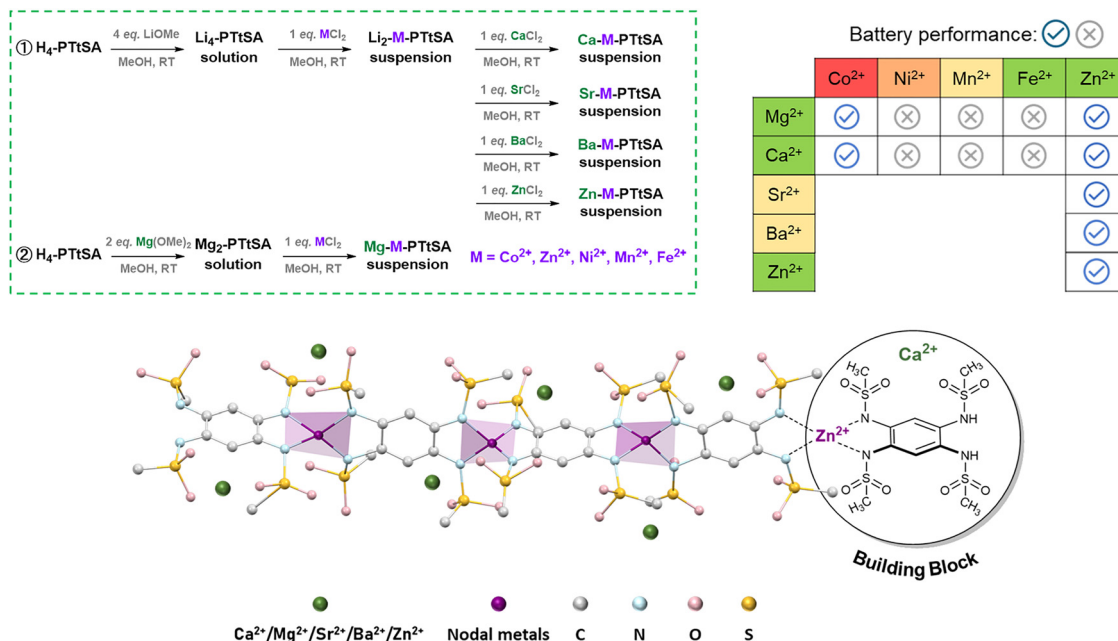 ① H₄-PTtSA
4 eq. LiOMe
MeOH, RT
Li₄-PTtSA
solution
1 eq. MCl₂
MeOH, RT
Li₂-M-PTtSA
suspension
1 eq. CaCl₂
MeOH, RT
Ca-M-PTtSA
suspension
1 eq. SrCl₂
MeOH, RT
Sr-M-PTtSA
suspension
1 eq. BaCl₂
MeOH, RT
Ba-M-PTtSA
suspension
1 eq. ZnCl₂
MeOH, RT
Zn-M-PTtSA
suspension
② H₄-PTtSA
2 eq. Mg(OMe)₂
MeOH, RT
Mg₂-PTtSA
solution
1 eq. MCl₂
MeOH, RT
Mg-M-PTtSA
suspension
M = Co²⁺, Zn²⁺, Ni²⁺, Mn²⁺, Fe²⁺
Battery performance:
Co²⁺ Ni²⁺ Mn²⁺ Fe²⁺ Zn²⁺
Mg²⁺
Ca²⁺
Sr²⁺
Ba²⁺
Zn²⁺
Ca²⁺
H₃C CH₃
O S O O S O
N NH
Zn²⁺
N NH
O S O O S O
H₃C CH₃
Building Block
Ca²⁺/Mg²⁺/Sr²⁺/Ba²⁺/Zn²⁺ Nodal metals C N O S